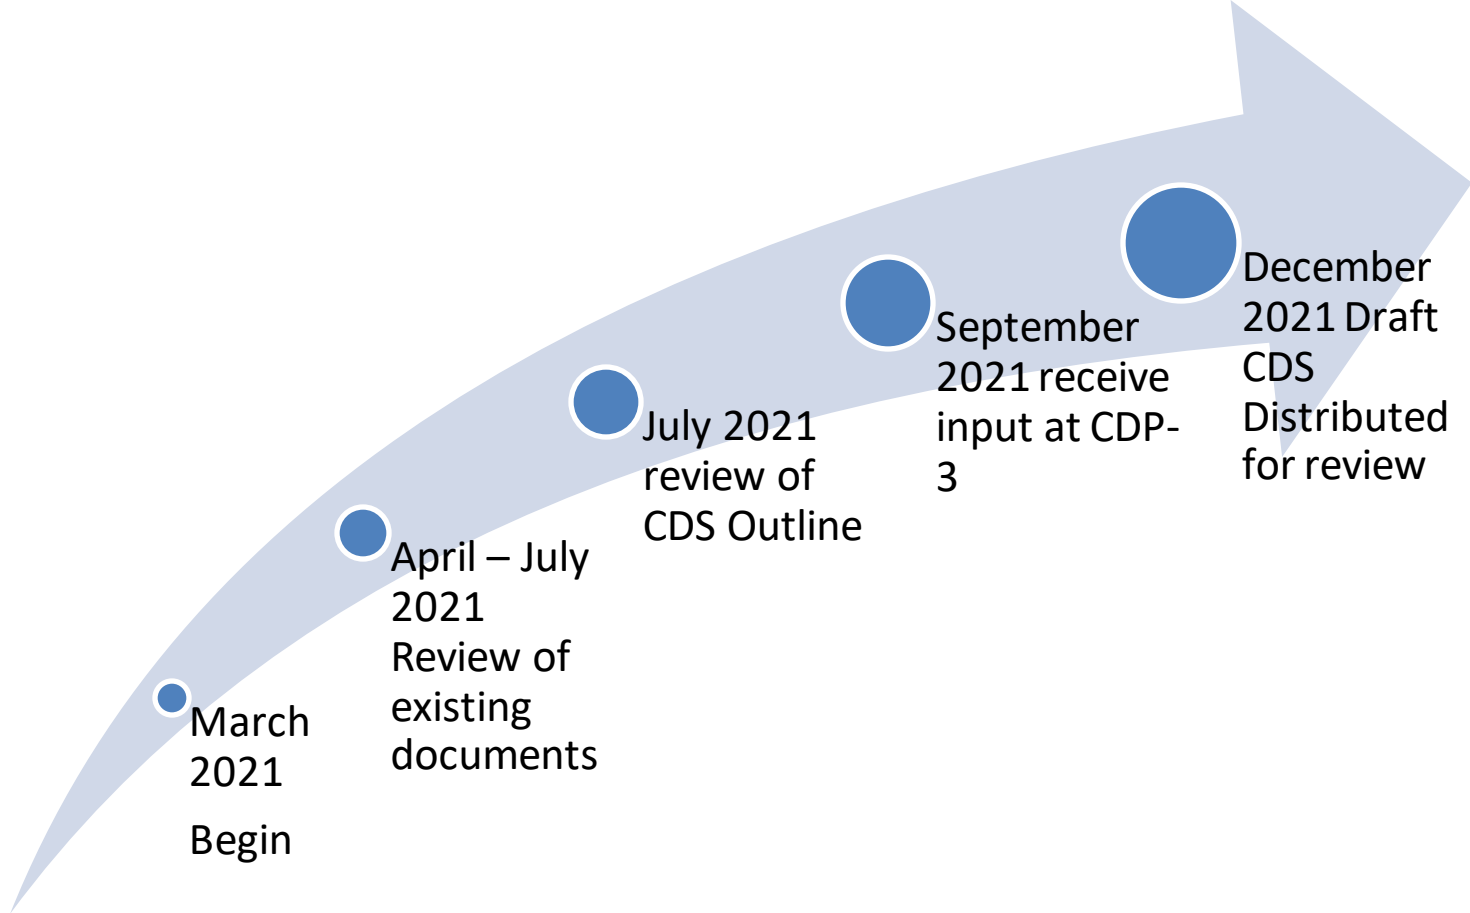 March
2021
Begin
April – July
2021
Review of
existing
documents
July 2021
review of
CDS Outline
September
2021 receive
input at CDP-
3
December
2021 Draft
CDS
Distributed
for review